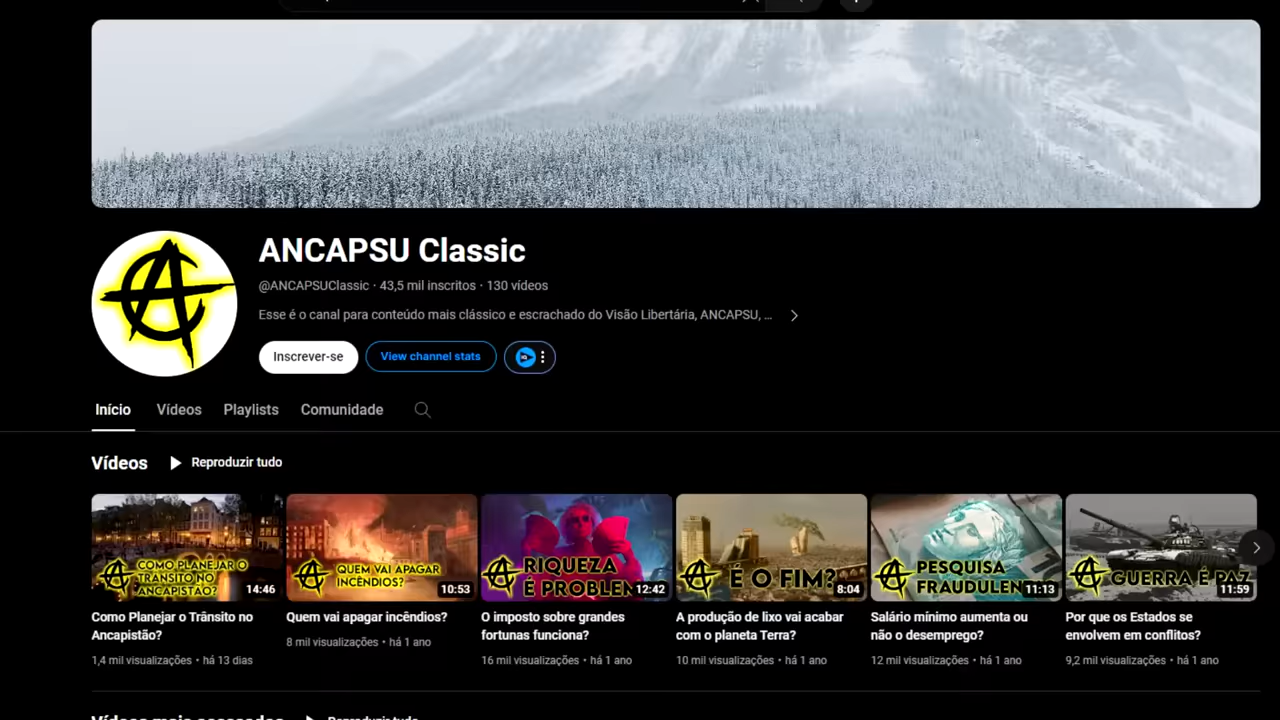 ANCAPSU Classic
@ANCAPSUClassic · 43,5 mil inscritos · 130 vídeos
Esse é o canal para conteúdo mais clássico e escrachado do Visão Libertária, ANCAPSU, ...
Inscrever-se
View channel stats
Início Vídeos Playlists Comunidade
Vídeos Reproduzir tudo
COMO PLANEJAR O
TRÂNSITO NO
ANCAPISTÃO?
14:46
QUEM VAI APAGAR
INCÊNDIOS?
10:53
RIQUEZA
É PROBLEM
12:42
É O FIM?
8:04
PESQUISA
FRAUDULEN
11:13
GUERRA É PAZ
11:59
Como Planejar o Trânsito no
Ancapistão?
1,4 mil visualizações • há 13 dias
Quem vai apagar incêndios?
8 mil visualizações • há 1 ano
O imposto sobre grandes
fortunas funciona?
16 mil visualizações • há 1 ano
A produção de lixo vai acabar
com o planeta Terra?
10 mil visualizações • há 1 ano
Salário mínimo aumenta ou
não o desemprego?
12 mil visualizações • há 1 ano
Por que os Estados se
envolvem em conflitos?
9,2 mil visualizações • há 1 ano
Reproduzir tudo